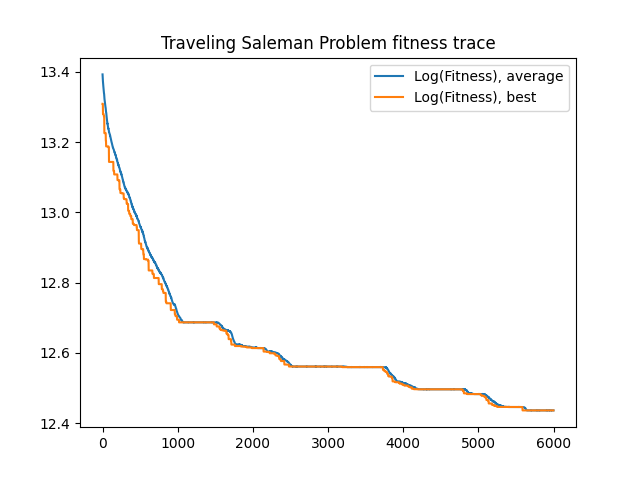 Traveling Saleman Problem fitness trace
Log(Fitness), average
Log(Fitness), best
13.4
13.2
13.0
12.8
12.6
12.4
0 1000 2000 3000 4000 5000 6000